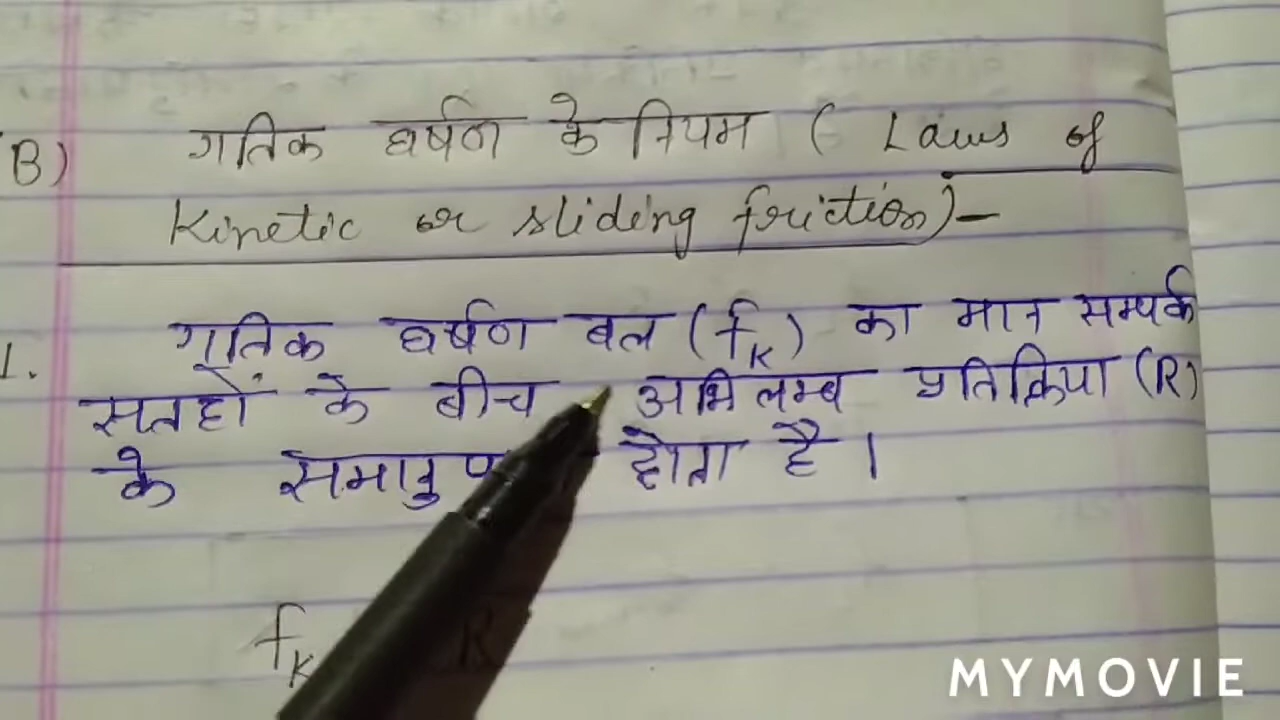 (B) गतिक घर्षण के नियम ( Laws of
Kinetic or sliding friction)—
1. गतिक घर्षण बल (fK) का मान सम्पर्क
सतहों के बीच अभिलम्ब प्रतिक्रिया (R)
के होता है।
fK R
MYMOVIE